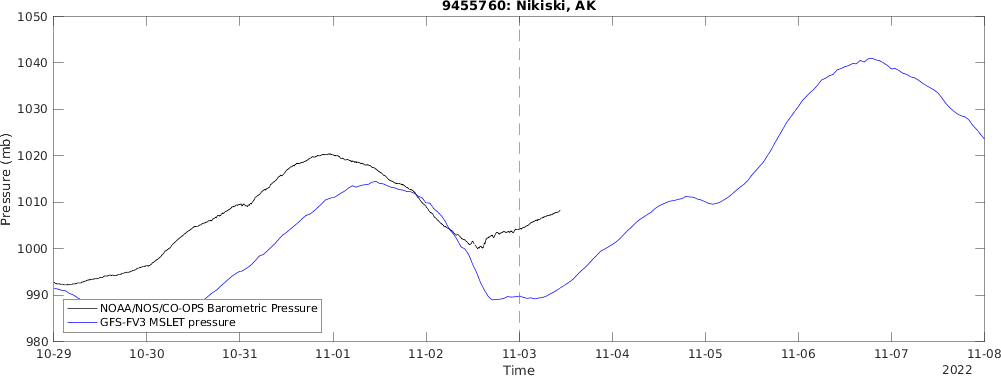 9455760: Nikiski, AK
Pressure (mb)
1050
1040
1030
1020
1010
1000
990
980
NOAA/NOS/CO-OPS Barometric Pressure
GFS-FV3 MSLET pressure
10-29 10-30 10-31 11-01 11-02 11-03 11-04 11-05 11-06 11-07 11-08
Time
2022